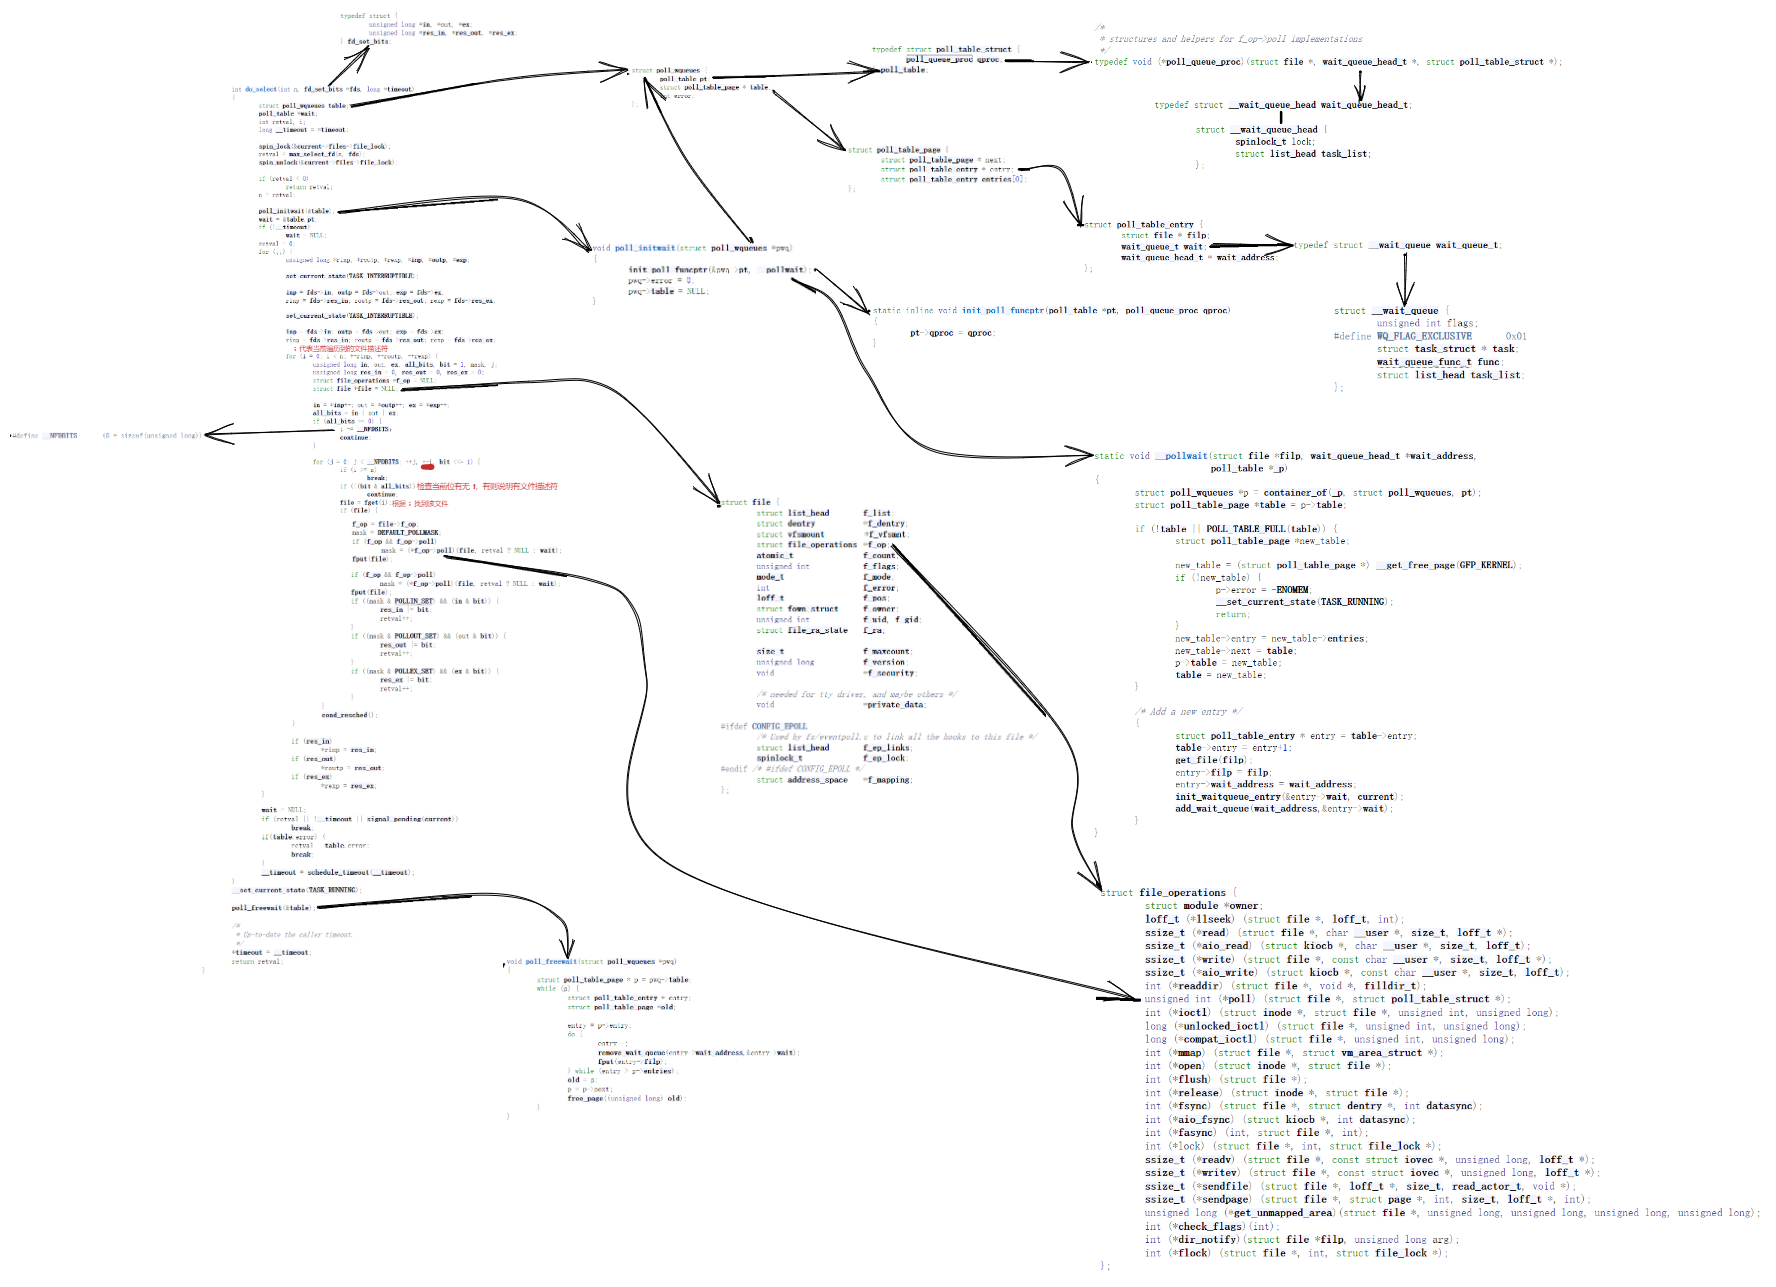 typedef struct {
unsigned long *in, *out, *ex;
unsigned long *res_in, *res_out, *res_ex;
} fd_set_bits;
int do_select(int n, fd_set_bits *fds, long *timeout)
{
struct poll_wqueues table;
poll_table *wait;
int retval, i;
long __timeout = *timeout;
spin_lock(&current->files->file_lock);
retval = max_select_fd(n, fds);
spin_unlock(&current->files->file_lock);
if (retval < 0)
return retval;
n = retval;
poll_initwait(&table);
wait = &table.pt;
if (!__timeout)
wait = NULL;
retval = 0;
for (;;) {
unsigned long *rinp, *routp, *rexp, *inp, *outp, *exp;
set_current_state(TASK_INTERRUPTIBLE);
inp = fds->in; outp = fds->out; exp = fds->ex;
rinp = fds->res_in; routp = fds->res_out; rexp = fds->res_ex;
set_current_state(TASK_INTERRUPTIBLE);
inp = fds->in; outp = fds->out; exp = fds->ex;
rinp = fds->res_in; routp = fds->res_out; rexp = fds->res_ex;
i 代表当前遍历到的文件描述符
for (i = 0; i < n; ++rinp, ++routp, ++rexp) {
unsigned long in, out, ex, all_bits, bit = 1, mask, j;
unsigned long res_in = 0, res_out = 0, res_ex = 0;
struct file_operations *f_op = NULL;
struct file *file = NULL;
in = *inp++; out = *outp++; ex = *exp++;
all_bits = in | out | ex;
if (all_bits == 0) {
i += __NFDBITS;
continue;
}
#define __NFDBITS (8 * sizeof(unsigned long))
for (j = 0; j < __NFDBITS; ++j, ++i, bit <<= 1) {
if (i >= n)
break;
if (!(bit & all_bits)) 检查当前位有无 1，有则说明有文件描述符
continue;
file = fget(i); 根据 i 找到该文件
if (file) {
f_op = file->f_op;
mask = DEFAULT_POLLMASK;
if (f_op && f_op->poll)
mask = (*f_op->poll)(file, retval ? NULL : wait);
fput(file);
if (f_op && f_op->poll)
mask = (*f_op->poll)(file, retval ? NULL : wait);
fput(file);
if ((mask & POLLIN_SET) && (in & bit)) {
res_in |= bit;
retval++;
}
if ((mask & POLLOUT_SET) && (out & bit)) {
res_out |= bit;
retval++;
}
if ((mask & POLLEX_SET) && (ex & bit)) {
res_ex |= bit;
retval++;
}
}
cond_resched();
}
if (res_in)
*rinp = res_in;
if (res_out)
*routp = res_out;
if (res_ex)
*rexp = res_ex;
}
wait = NULL;
if (retval || !__timeout || signal_pending(current))
break;
if(table.error) {
retval = table.error;
break;
}
__timeout = schedule_timeout(__timeout);
}
__set_current_state(TASK_RUNNING);
poll_freewait(&table);
/*
* Up-to-date the caller timeout.
*/
*timeout = __timeout;
return retval;
}
struct poll_wqueues {
poll_table pt;
struct poll_table_page * table;
int error;
};
void poll_initwait(struct poll_wqueues *pwq)
{
init_poll_funcptr(&pwq->pt, __pollwait);
pwq->error = 0;
pwq->table = NULL;
}
struct file {
struct list_head f_list;
struct dentry *f_dentry;
struct vfsmount *f_vfsmnt;
struct file_operations *f_op;
atomic_t f_count;
unsigned int f_flags;
mode_t f_mode;
int f_error;
loff_t f_pos;
struct fown_struct f_owner;
unsigned int f_uid, f_gid;
struct file_ra_state f_ra;
size_t f_maxcount;
unsigned long f_version;
void *f_security;
/* needed for tty driver, and maybe others */
void *private_data;
#ifdef CONFIG_EPOLL
/* Used by fs/eventpoll.c to link all the hooks to this file */
struct list_head f_ep_links;
spinlock_t f_ep_lock;
#endif /* #ifdef CONFIG_EPOLL */
struct address_space *f_mapping;
};
void poll_freewait(struct poll_wqueues *pwq)
{
struct poll_table_page * p = pwq->table;
while (p) {
struct poll_table_entry * entry;
struct poll_table_page *old;
entry = p->entry;
do {
entry--;
remove_wait_queue(entry->wait_address,&entry->wait);
fput(entry->filp);
} while (entry > p->entries);
old = p;
p = p->next;
free_page((unsigned long) old);
}
}
typedef struct poll_table_struct {
poll_queue_proc qproc;
} poll_table;
struct poll_table_page {
struct poll_table_page * next;
struct poll_table_entry * entry;
struct poll_table_entry entries[0];
};
static inline void init_poll_funcptr(poll_table *pt, poll_queue_proc qproc)
{
pt->qproc = qproc;
}
/*
* structures and helpers for f_op->poll implementations
*/
typedef void (*poll_queue_proc)(struct file *, wait_queue_head_t *, struct poll_table_struct *);
typedef struct __wait_queue_head wait_queue_head_t;
struct __wait_queue_head {
spinlock_t lock;
struct list_head task_list;
};
struct poll_table_entry {
struct file * filp;
wait_queue_t wait;
wait_queue_head_t * wait_address;
};
typedef struct __wait_queue wait_queue_t;
struct __wait_queue {
unsigned int flags;
#define WQ_FLAG_EXCLUSIVE 0x01
struct task_struct * task;
wait_queue_func_t func;
struct list_head task_list;
};
static void __pollwait(struct file *filp, wait_queue_head_t *wait_address,
poll_table *_p)
{
struct poll_wqueues *p = container_of(_p, struct poll_wqueues, pt);
struct poll_table_page *table = p->table;
if (!table || POLL_TABLE_FULL(table)) {
struct poll_table_page *new_table;
new_table = (struct poll_table_page *) __get_free_page(GFP_KERNEL);
if (!new_table) {
p->error = -ENOMEM;
__set_current_state(TASK_RUNNING);
return;
}
new_table->entry = new_table->entries;
new_table->next = table;
p->table = new_table;
table = new_table;
}
/* Add a new entry */
{
struct poll_table_entry * entry = table->entry;
table->entry = entry+1;
get_file(filp);
entry->filp = filp;
entry->wait_address = wait_address;
init_waitqueue_entry(&entry->wait, current);
add_wait_queue(wait_address,&entry->wait);
}
}
struct file_operations {
struct module *owner;
loff_t (*llseek) (struct file *, loff_t, int);
ssize_t (*read) (struct file *, char __user *, size_t, loff_t *);
ssize_t (*aio_read) (struct kiocb *, char __user *, size_t, loff_t);
ssize_t (*write) (struct file *, const char __user *, size_t, loff_t *);
ssize_t (*aio_write) (struct kiocb *, const char __user *, size_t, loff_t);
int (*readdir) (struct file *, void *, filldir_t);
unsigned int (*poll) (struct file *, struct poll_table_struct *);
int (*ioctl) (struct inode *, struct file *, unsigned int, unsigned long);
long (*unlocked_ioctl) (struct file *, unsigned int, unsigned long);
long (*compat_ioctl) (struct file *, unsigned int, unsigned long);
int (*mmap) (struct file *, struct vm_area_struct *);
int (*open) (struct inode *, struct file *);
int (*flush) (struct file *);
int (*release) (struct inode *, struct file *);
int (*fsync) (struct file *, struct dentry *, int datasync);
int (*aio_fsync) (struct kiocb *, int datasync);
int (*fasync) (int, struct file *, int);
int (*lock) (struct file *, int, struct file_lock *);
ssize_t (*readv) (struct file *, const struct iovec *, unsigned long, loff_t *);
ssize_t (*writev) (struct file *, const struct iovec *, unsigned long, loff_t *);
ssize_t (*sendfile) (struct file *, loff_t *, size_t, read_actor_t, void *);
ssize_t (*sendpage) (struct file *, struct page *, int, size_t, loff_t *, int);
unsigned long (*get_unmapped_area)(struct file *, unsigned long, unsigned long, unsigned long, unsigned long);
int (*check_flags)(int);
int (*dir_notify)(struct file *filp, unsigned long arg);
int (*flock) (struct file *, int, struct file_lock *);
};